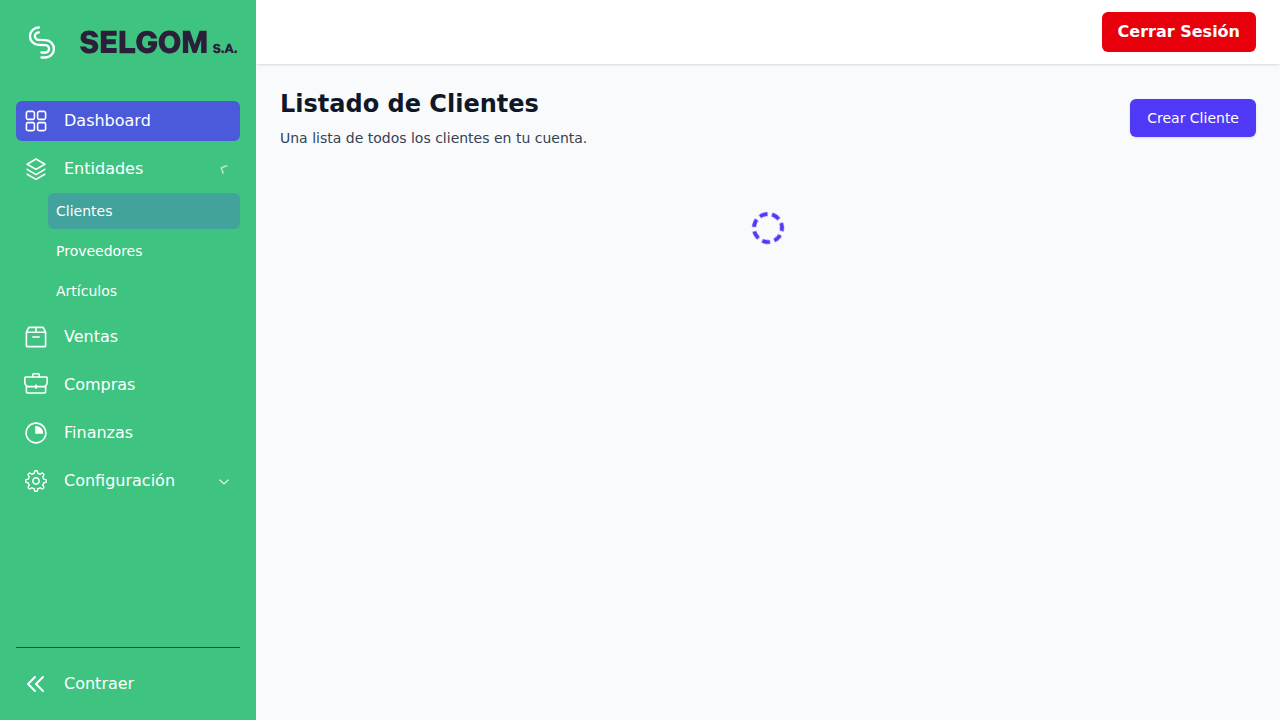 SELGOM S.A.
Cerrar Sesión
Dashboard
Entidades
Clientes
Proveedores
Artículos
Ventas
Compras
Finanzas
Configuración
Contraer
Listado de Clientes
Una lista de todos los clientes en tu cuenta.
Crear Cliente